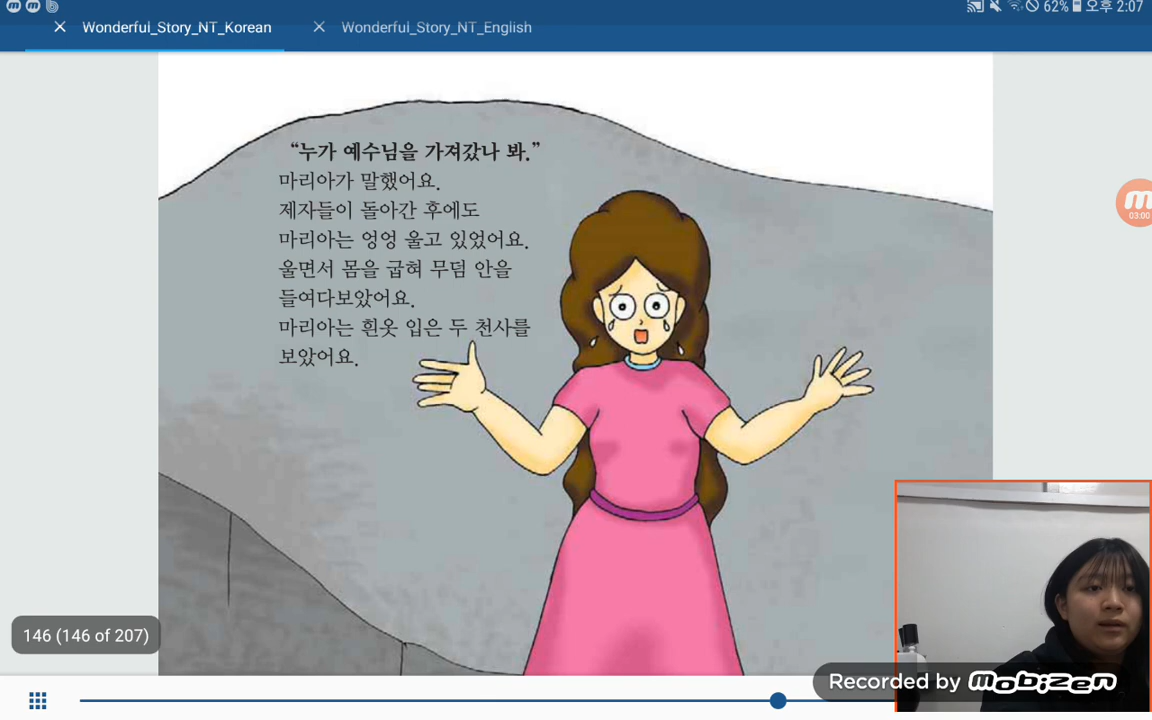 62% 오후 2:07
Wonderful_Story_NT_Korean
Wonderful_Story_NT_English
“누가 예수님을 가져갔나 봐.”
마리아가 말했어요.
제자들이 돌아간 후에도
마리아는 엉엉 울고 있었어요.
울면서 몸을 굽혀 무덤 안을
들여다보았어요.
마리아는 흰옷 입은 두 천사를
보았어요.
03:00
146 (146 of 207)
Recorded by mobizen